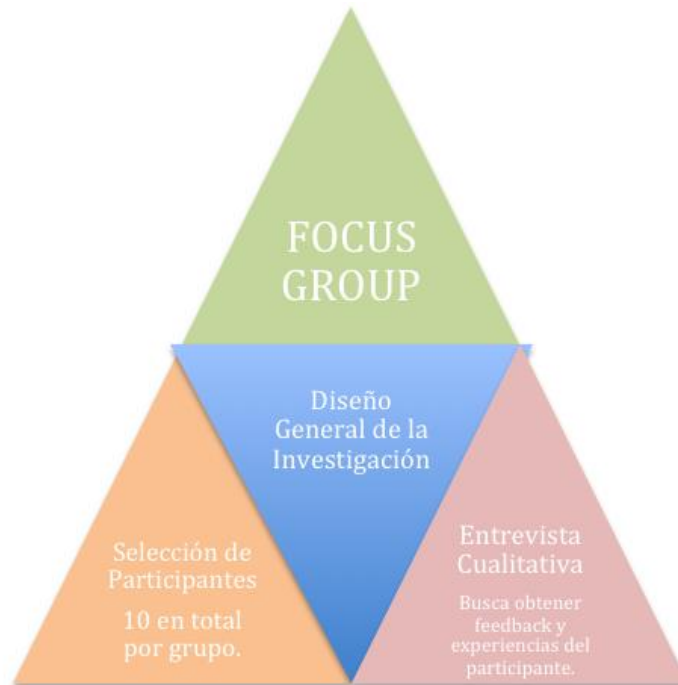 FOCUS
GROUP
Diseño
General de la
Investigación
Selección de
Participantes
10 en total
por grupo.
Entrevista
Cualitativa
Busca obtener
feedback y
experiencias del
participante.